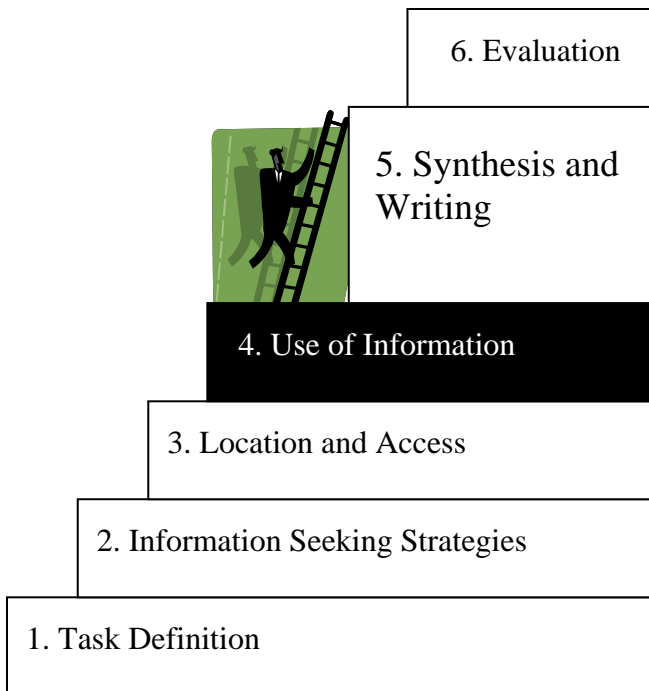 6. Evaluation
5. Synthesis and
Writing
4. Use of Information
3. Location and Access
2. Information Seeking Strategies
1. Task Definition